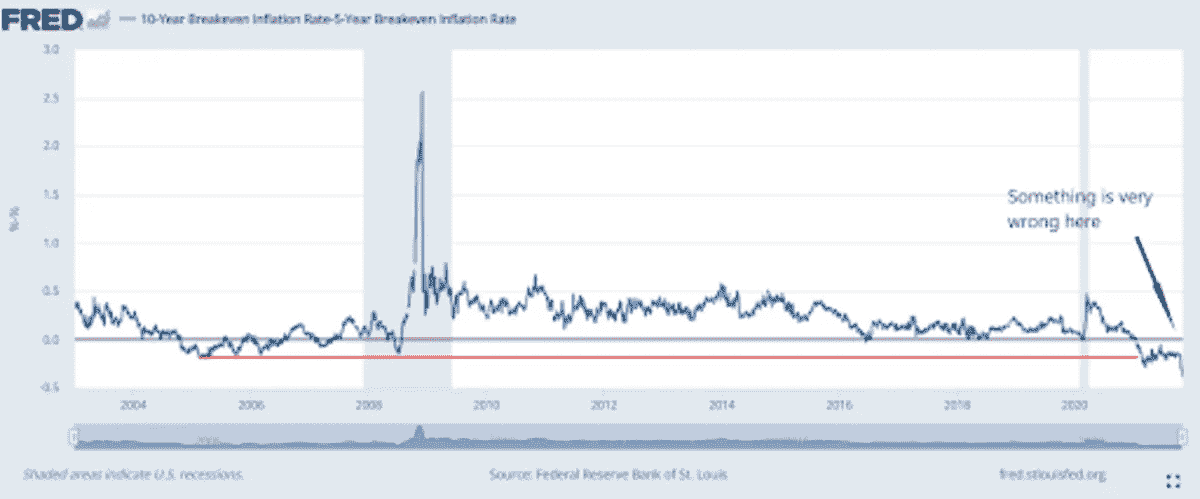 FRED
10-Year Breakeven Inflation Rate-5-Year Breakeven Inflation Rate
3.0
2.5
2.0
1.5
1.0
0.5
0.0
-0.5
%-%
Something is very
wrong here
2004 2006 2008 2010 2012 2014 2016 2018 2020
Shaded areas indicate U.S. recessions.
Source: Federal Reserve Bank of St. Louis
fred.stlouisfed.org